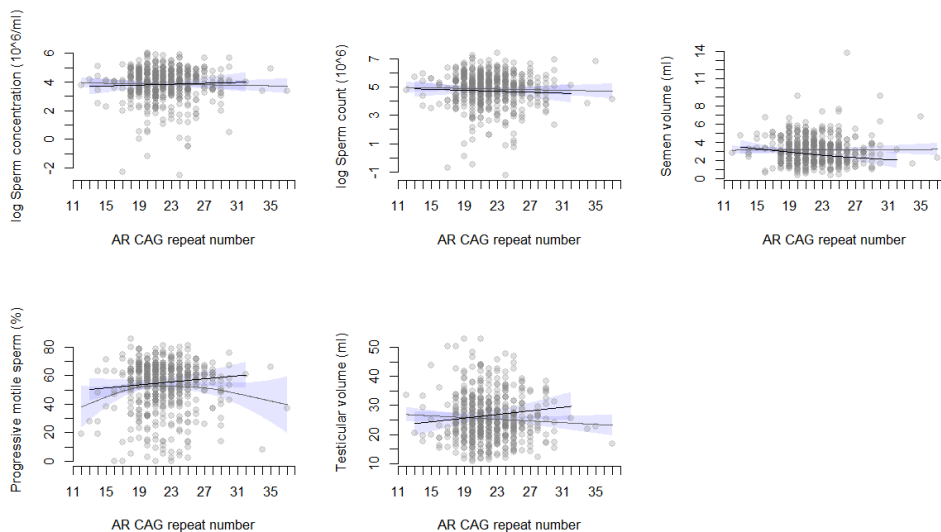 log Sperm concentration (10^6/ml)
6
5
4
3
2
0
-2
11 15 19 23 27 31 35
AR CAG repeat number
log Sperm count (10^6)
7
5
3
1
-1
11 15 19 23 27 31 35
AR CAG repeat number
Semen volume (ml)
14
12
10
8
6
4
2
0
11 15 19 23 27 31 35
AR CAG repeat number
Progressive motile sperm (%)
80
60
40
20
0
11 15 19 23 27 31 35
AR CAG repeat number
Testicular volume (ml)
50
40
30
20
10
11 15 19 23 27 31 35
AR CAG repeat number